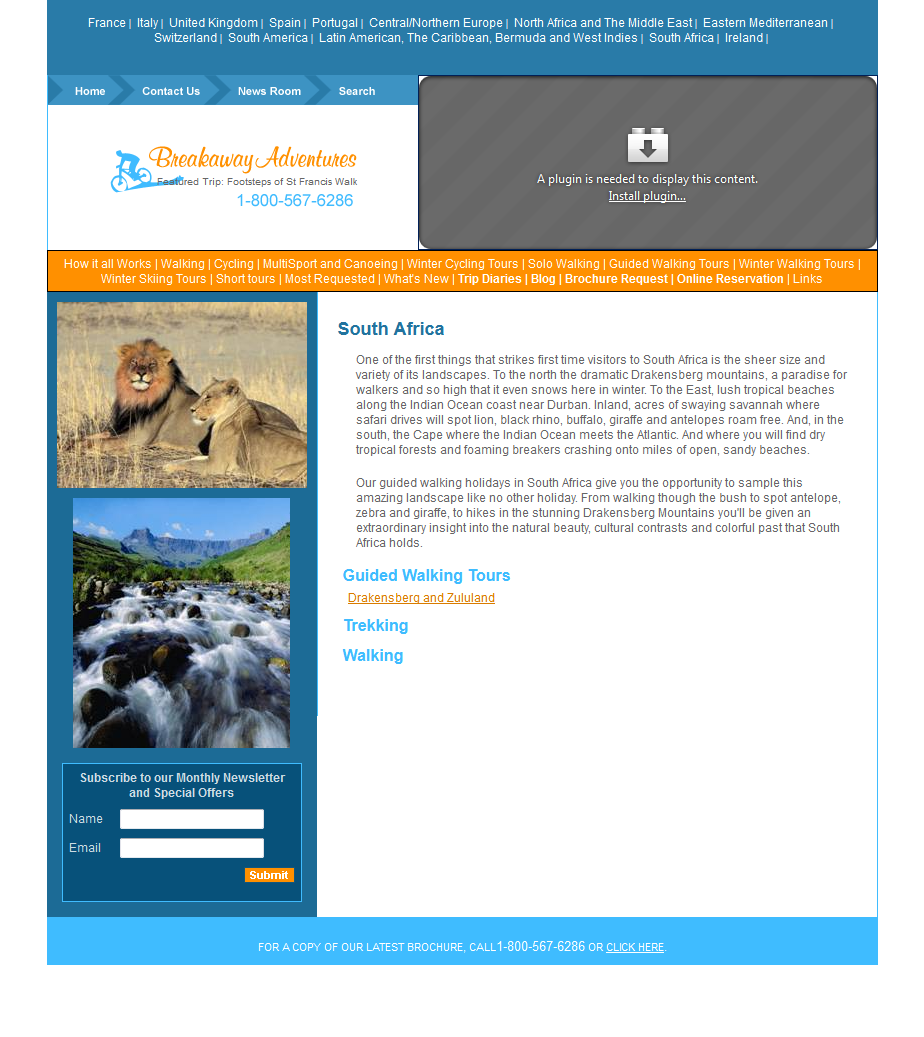 France | Italy | United Kingdom | Spain | Portugal | Central/Northern Europe | North Africa and The Middle East | Eastern Mediterranean |
Switzerland | South America | Latin American, The Caribbean, Bermuda and West Indies | South Africa | Ireland |
Home Contact Us News Room Search
Breakaway Adventures
Featured Trip: Footsteps of St Francis Walk
1-800-567-6286
A plugin is needed to display this content.
Install plugin...
How it all Works | Walking | Cycling | MultiSport and Canoeing | Winter Cycling Tours | Solo Walking | Guided Walking Tours | Winter Walking Tours |
Winter Skiing Tours | Short tours | Most Requested | What's New | Trip Diaries | Blog | Brochure Request | Online Reservation | Links
South Africa
One of the first things that strikes first time visitors to South Africa is the sheer size and
variety of its landscapes. To the north the dramatic Drakensberg mountains, a paradise for
walkers and so high that it even snows here in winter. To the East, lush tropical beaches
along the Indian Ocean coast near Durban. Inland, acres of swaying savannah where
safari drives will spot lion, black rhino, buffalo, giraffe and antelopes roam free. And, in the
south, the Cape where the Indian Ocean meets the Atlantic. And where you will find dry
tropical forests and foaming breakers crashing onto miles of open, sandy beaches.
Our guided walking holidays in South Africa give you the opportunity to sample this
amazing landscape like no other holiday. From walking though the bush to spot antelope,
zebra and giraffe, to hikes in the stunning Drakensberg Mountains you'll be given an
extraordinary insight into the natural beauty, cultural contrasts and colorful past that South
Africa holds.
Guided Walking Tours
Drakensberg and Zululand
Trekking
Walking
Subscribe to our Monthly Newsletter
and Special Offers
Name
Email
Submit
FOR A COPY OF OUR LATEST BROCHURE, CALL1-800-567-6286 OR CLICK HERE.